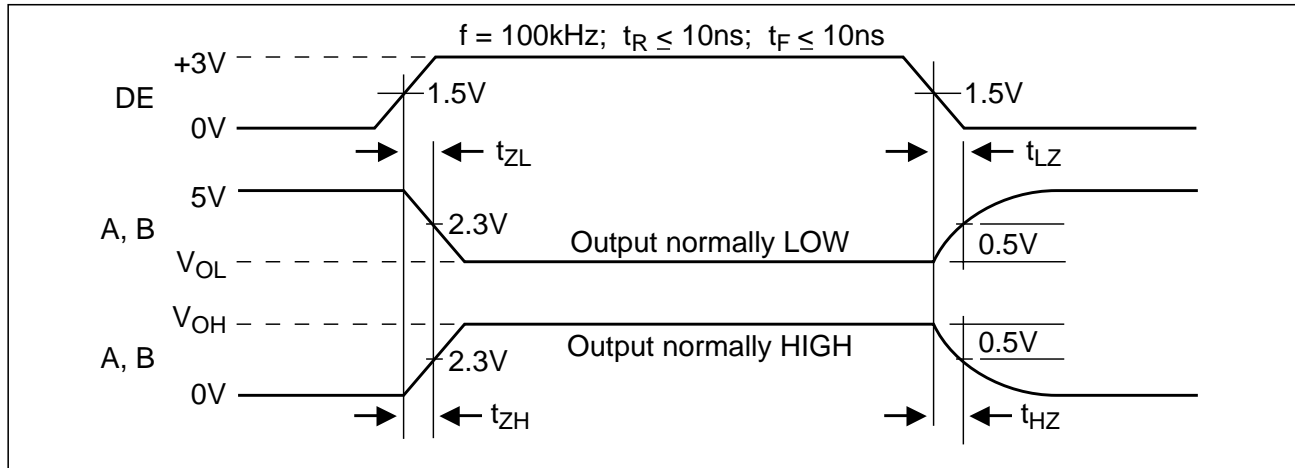 f = 100kHz; tR ≤ 10ns; tF ≤ 10ns
+3V
DE
1.5V
1.5V
0V
tZL
tLZ
5V
A, B
2.3V
Output normally LOW
0.5V
VOL
VOH
A, B
2.3V
Output normally HIGH
0.5V
0V
tZH
tHZ